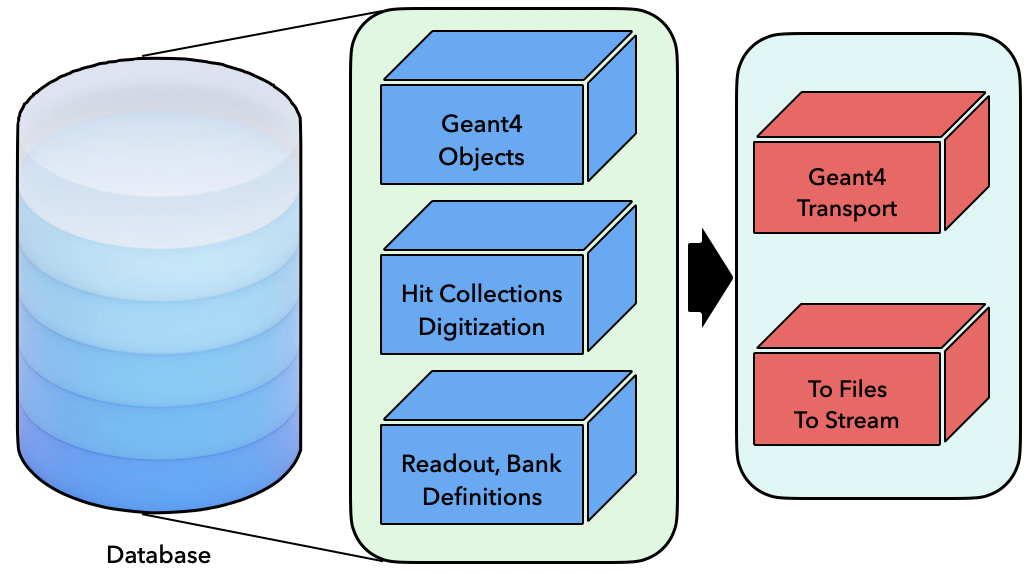 Geant4
Objects
Hit Collections
Digitization
Readout, Bank
Definitions
Geant4
Transport
To Files
To Stream
Database